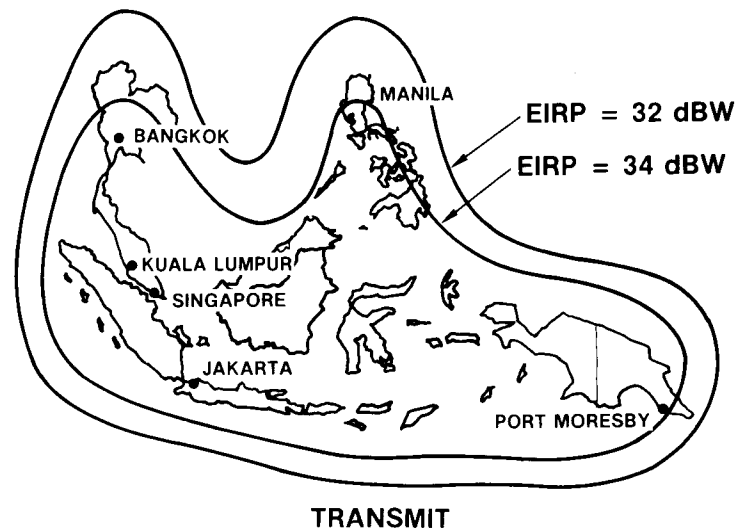 MANILA
EIRP = 32 dBW
BANGKOK
EIRP = 34 dBW
KUALA LUMPUR
SINGAPORE
JAKARTA
PORT MORESBY
TRANSMIT